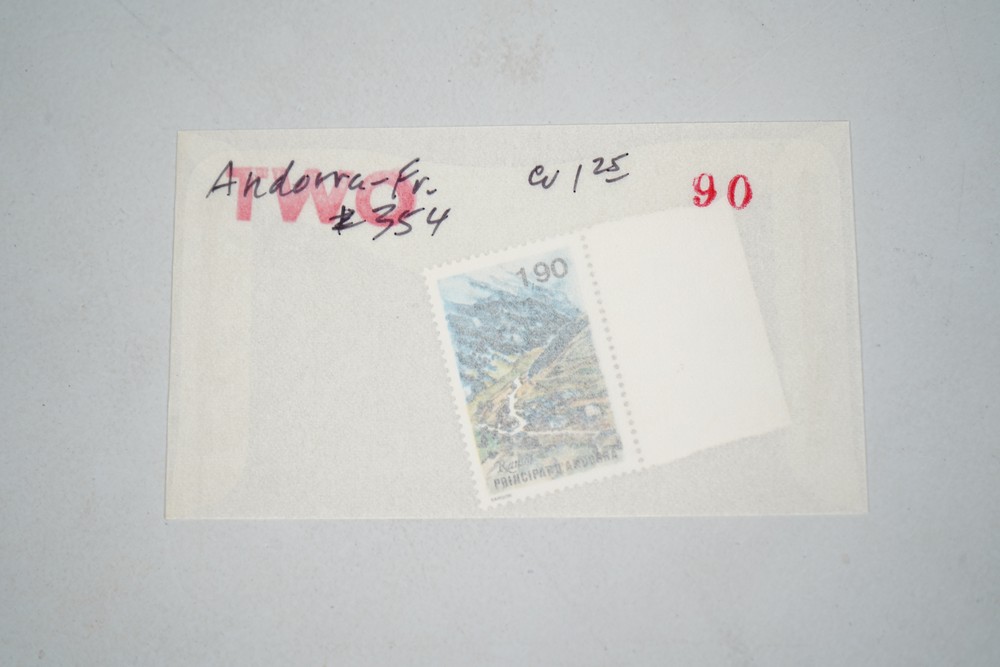 Andorra-Fr.
TWO
#354
CV 1 25
90
1,90
PRINCIPAT D'ANDORRA